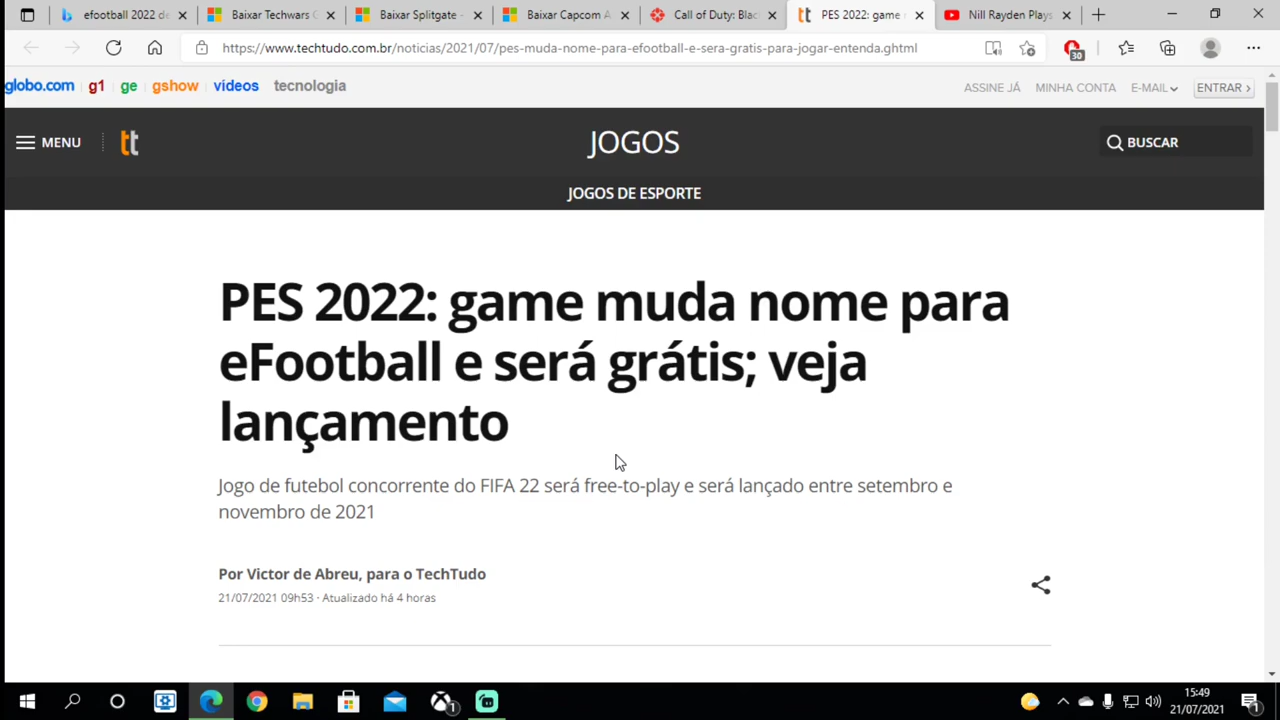 efootball 2022 de
Baixar Techwars G
Baixar Splitgate -
Baixar Capcom A
Call of Duty: Blac
PES 2022: game
Nill Rayden Plays
https://www.techtudo.com.br/noticias/2021/07/pes-muda-nome-para-efootball-e-sera-gratis-para-jogar-entenda.ghtml
30
globo.com g1 ge gshow vídeos tecnologia
ASSINE JÁ MINHA CONTA E-MAIL ENTRAR
MENU
tt
JOGOS
BUSCAR
JOGOS DE ESPORTE
PES 2022: game muda nome para
eFootball e será grátis; veja
lançamento
Jogo de futebol concorrente do FIFA 22 será free-to-play e será lançado entre setembro e
novembro de 2021
Por Victor de Abreu, para o TechTudo
21/07/2021 09h53 · Atualizado há 4 horas
1
15:49
21/07/2021
1